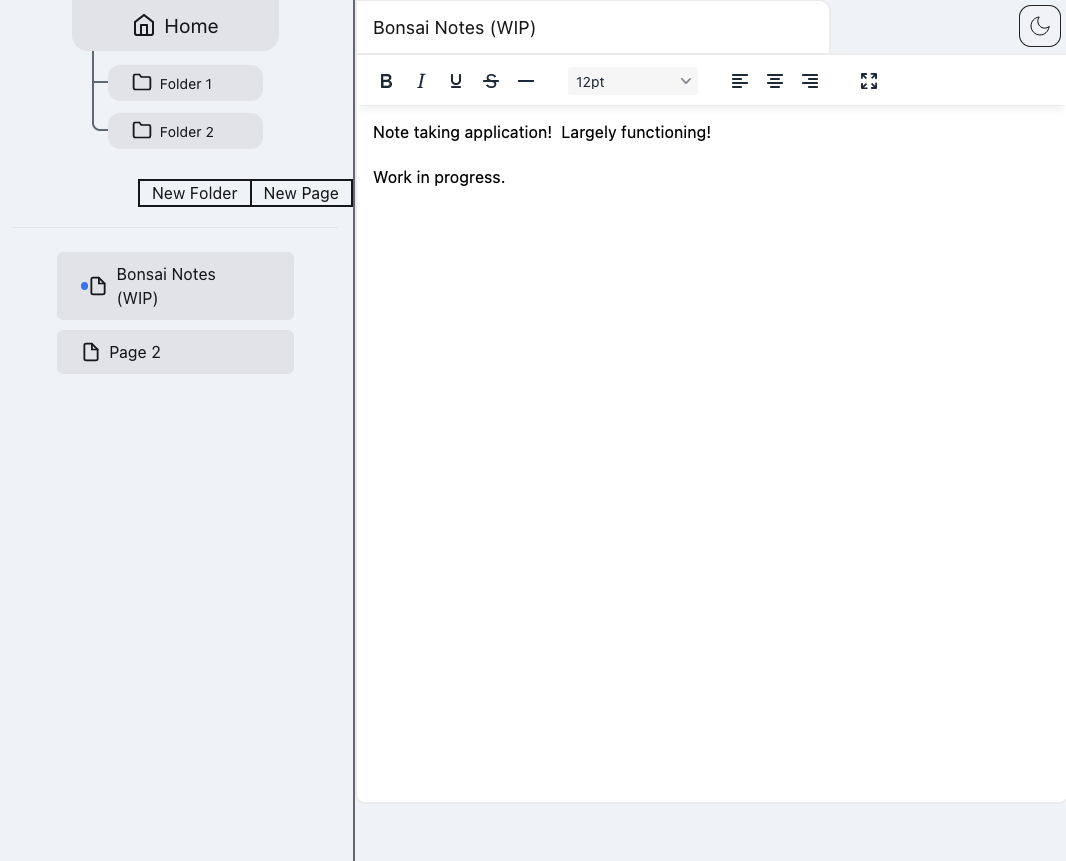 Home
Folder 1
Folder 2
New Folder New Page
Bonsai Notes
(WIP)
Page 2
Bonsai Notes (WIP)
B I U S 12pt
Note taking application!  Largely functioning!
Work in progress.